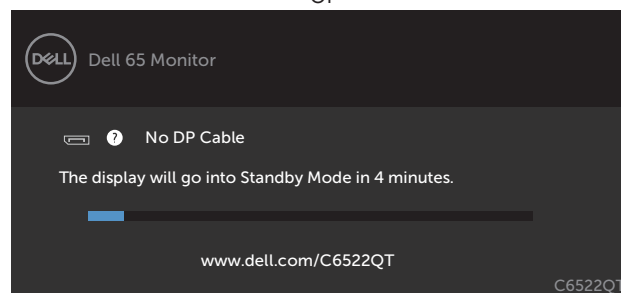 DELL
Dell 65 Monitor
? No DP Cable
The display will go into Standby Mode in 4 minutes.
www.dell.com/C6522QT
C6522QT